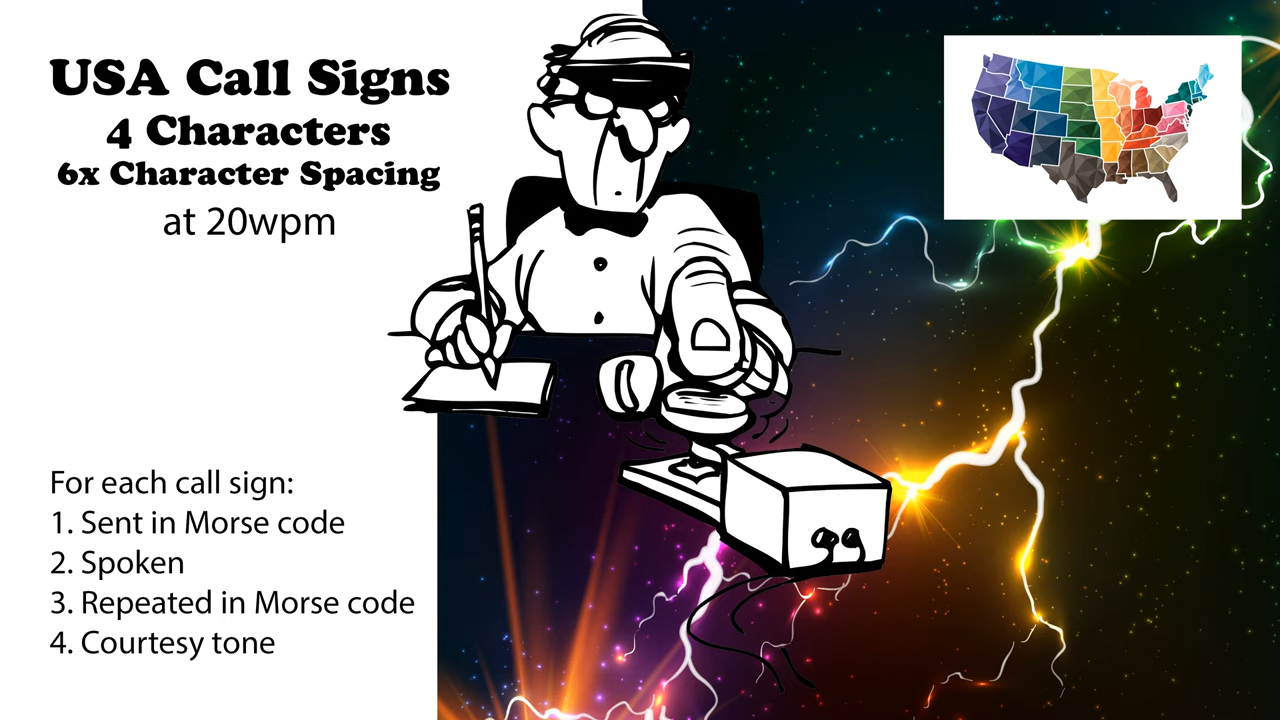 USA Call Signs
4 Characters
6x Character Spacing
at 20wpm
For each call sign:
1. Sent in Morse code
2. Spoken
3. Repeated in Morse code
4. Courtesy tone